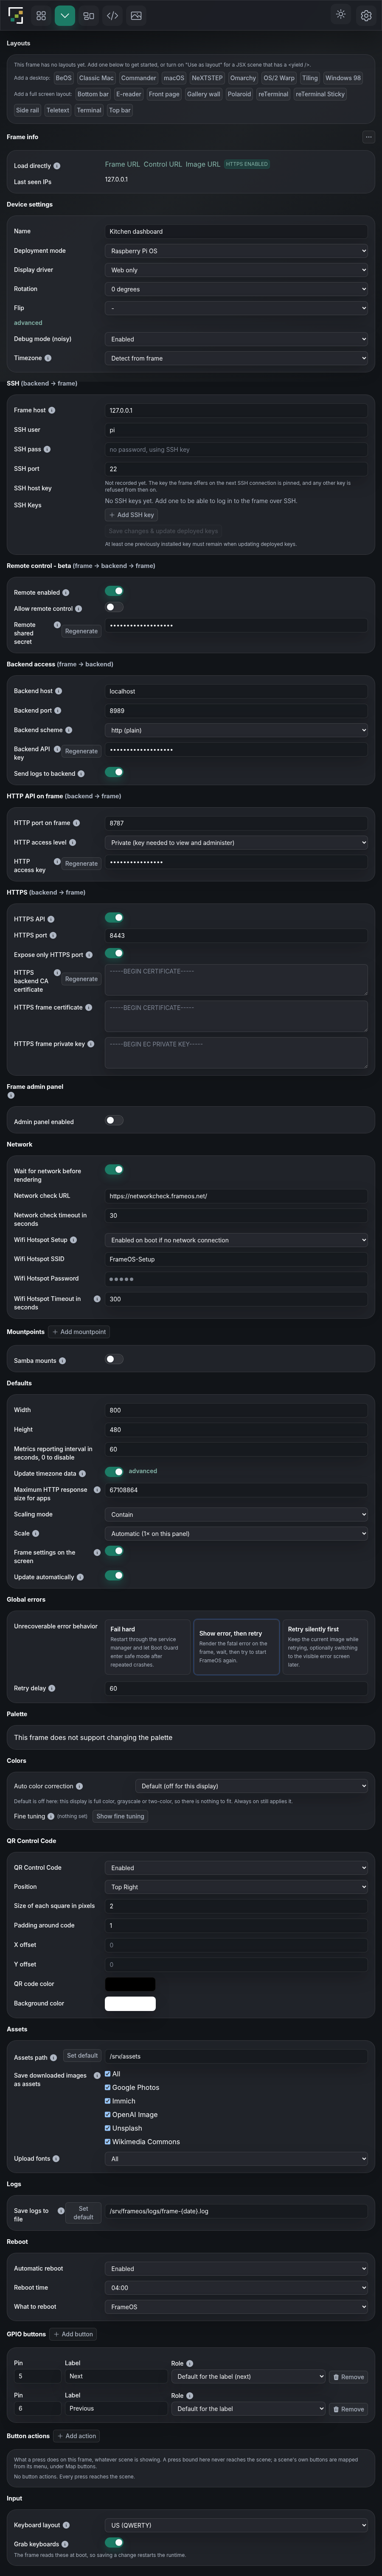 Layouts
This frame has no layouts yet. Add one below to get started, or turn on "Use as layout" for a JSX scene that has a <yield />.
Add a desktop: BeOS Classic Mac Commander macOS NeXTSTEP Omarchy OS/2 Warp Tiling Windows 98
Add a full screen layout: Bottom bar E-reader Front page Gallery wall Polaroid reTerminal reTerminal Sticky
Side rail Teletext Terminal Top bar
Frame info
Load directly Frame URL Control URL Image URL HTTPS ENABLED
Last seen IPs 127.0.0.1
Device settings
Name Kitchen dashboard
Deployment mode Raspberry Pi OS
Display driver Web only
Rotation 0 degrees
Flip -
advanced
Debug mode (noisy) Enabled
Timezone Detect from frame
SSH (backend → frame)
Frame host 127.0.0.1
SSH user pi
SSH pass no password, using SSH key
SSH port 22
SSH host key Not recorded yet. The key the frame offers on the next SSH connection is pinned, and any other key is
refused from then on.
SSH Keys No SSH keys yet. Add one to be able to log in to the frame over SSH.
+ Add SSH key
Save changes & update deployed keys
At least one previously installed key must remain when updating deployed keys.
Remote control - beta (frame → backend → frame)
Remote enabled
Allow remote control
Remote
shared
secret Regenerate •••••••••••••••••••
Backend access (frame → backend)
Backend host localhost
Backend port 8989
Backend scheme http (plain)
Backend API
key Regenerate •••••••••••••••••••
Send logs to backend
HTTP API on frame (backend → frame)
HTTP port on frame 8787
HTTP access level Private (key needed to view and administer)
HTTP
access key Regenerate ••••••••••••••••
HTTPS (backend → frame)
HTTPS API
HTTPS port 8443
Expose only HTTPS port
HTTPS
backend CA
certificate Regenerate -----BEGIN CERTIFICATE-----
HTTPS frame certificate -----BEGIN CERTIFICATE-----
HTTPS frame private key -----BEGIN EC PRIVATE KEY-----
Frame admin panel
Admin panel enabled
Network
Wait for network before
rendering
Network check URL https://networkcheck.frameos.net/
Network check timeout in
seconds 30
Wifi Hotspot Setup Enabled on boot if no network connection
Wifi Hotspot SSID FrameOS-Setup
Wifi Hotspot Password •••••
Wifi Hotspot Timeout in
seconds 300
Mountpoints + Add mountpoint
Samba mounts
Defaults
Width 800
Height 480
Metrics reporting interval in
seconds, 0 to disable 60
Update timezone data advanced
Maximum HTTP response
size for apps 67108864
Scaling mode Contain
Scale Automatic (1× on this panel)
Frame settings on the
screen
Update automatically
Global errors
Unrecoverable error behavior
Fail hard
Restart through the service
manager and let Boot Guard
enter safe mode after
repeated crashes.
Show error, then retry
Render the fatal error on the
frame, wait, then try to start
FrameOS again.
Retry silently first
Keep the current image while
retrying, optionally switching
to the visible error screen
later.
Retry delay 60
Palette
This frame does not support changing the palette
Colors
Auto color correction Default (off for this display)
Default is off here: this display is full color, grayscale or two-color, so there is nothing to fit. Always on still applies it.
Fine tuning (nothing set) Show fine tuning
QR Control Code
QR Control Code Enabled
Position Top Right
Size of each square in pixels 2
Padding around code 1
X offset 0
Y offset 0
QR code color
Background color
Assets
Assets path Set default /srv/assets
Save downloaded images
as assets
All
Google Photos
Immich
OpenAI Image
Unsplash
Wikimedia Commons
Upload fonts All
Logs
Save logs to
file Set
default /srv/frameos/logs/frame-{date}.log
Reboot
Automatic reboot Enabled
Reboot time 04:00
What to reboot FrameOS
GPIO buttons + Add button
Pin Label Role
5 Next Default for the label (next) Remove
Pin Label Role
6 Previous Default for the label Remove
Button actions + Add action
What a press does on the frame, whatever scene is showing. A press bound here never reaches the scene; a scene's own buttons are mapped
from its menu, under Map buttons.
No button actions. Every press reaches the scene.
Input
Keyboard layout US (QWERTY)
Grab keyboards
The frame reads these at boot, so saving a change restarts the runtime.